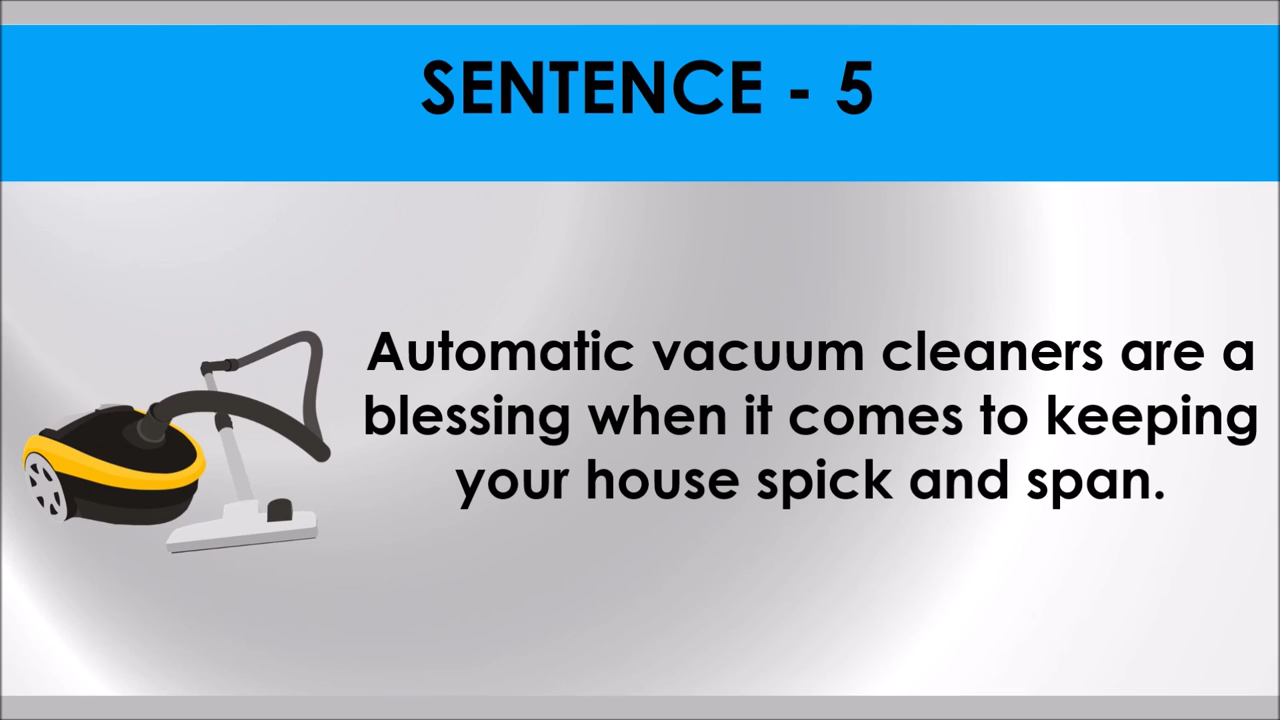 SENTENCE - 5
Automatic vacuum cleaners are a
blessing when it comes to keeping
your house spick and span.